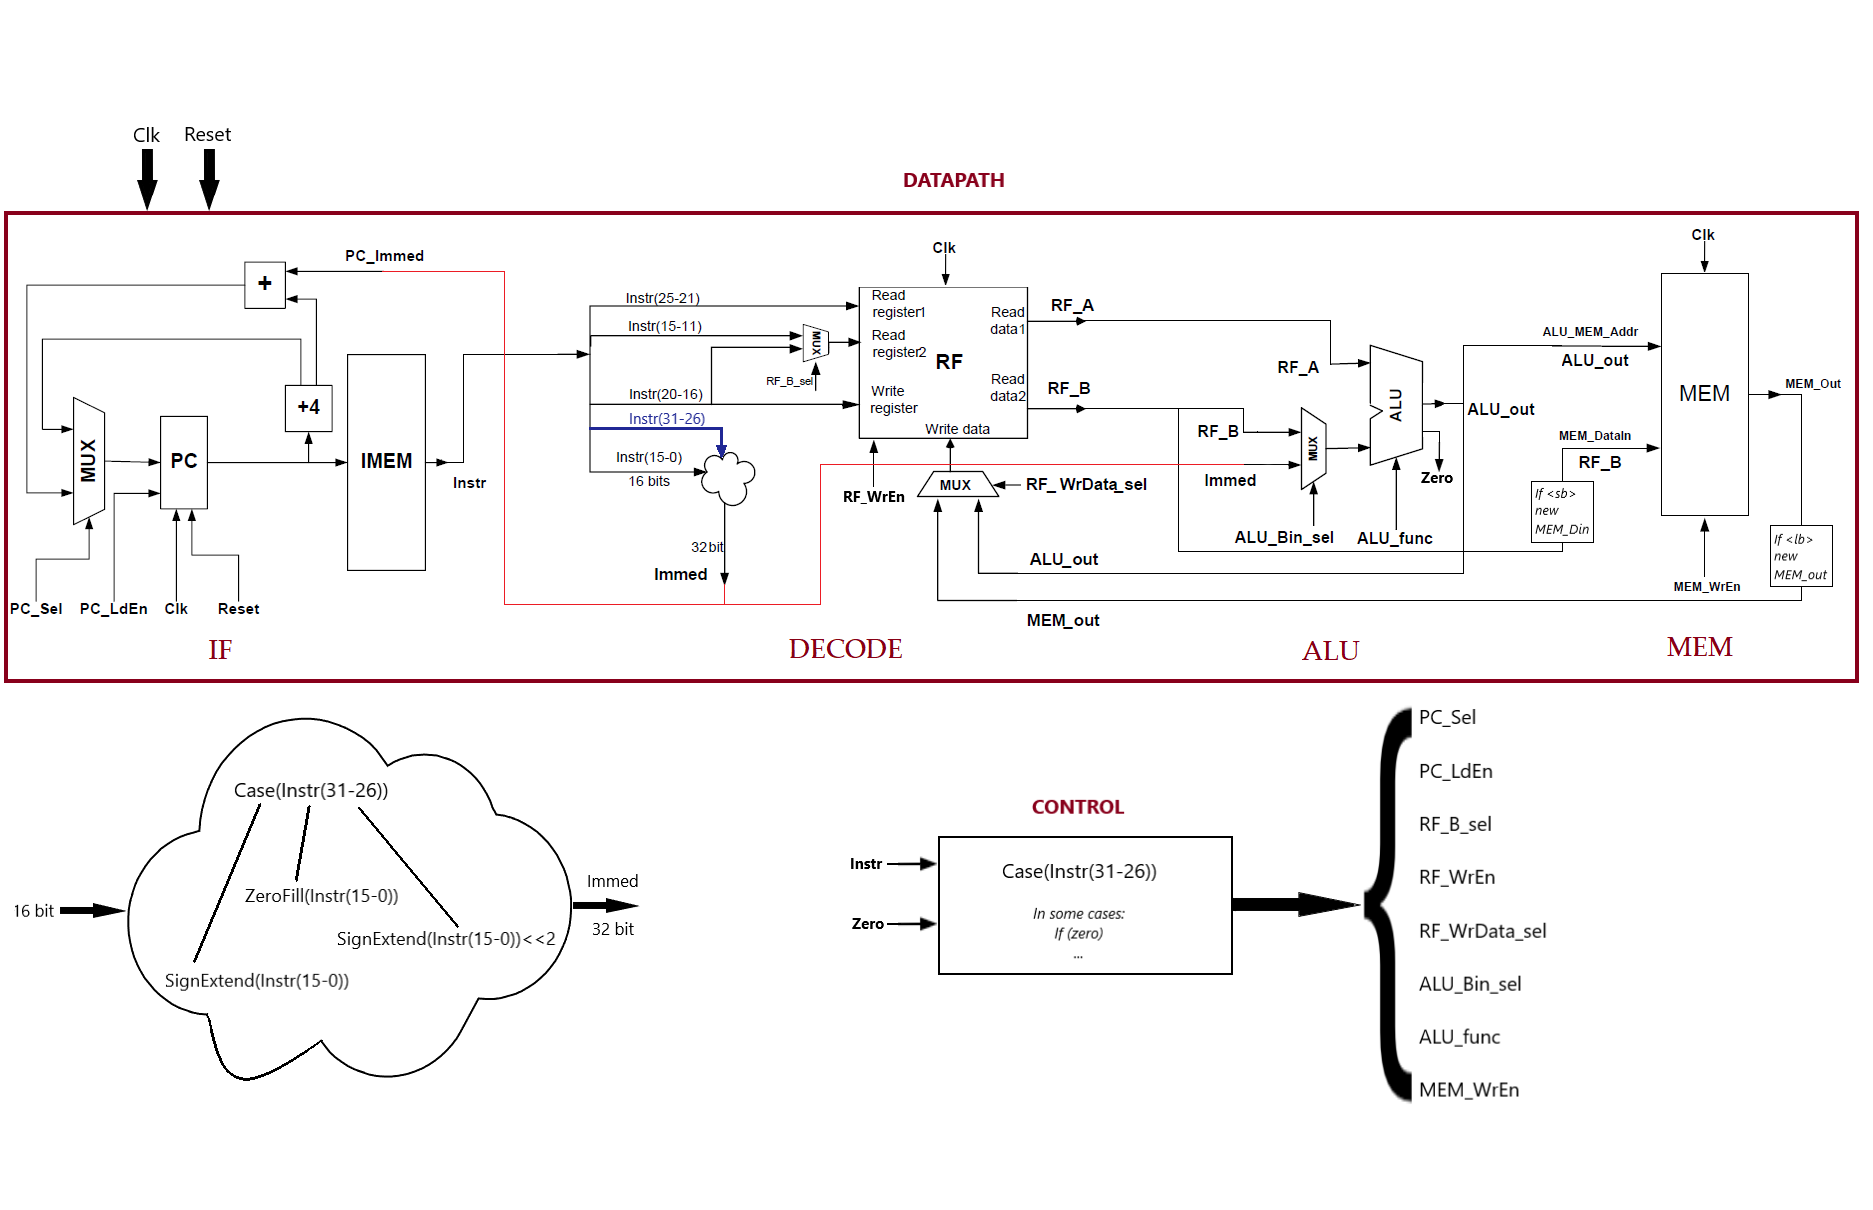 Clk
Reset
DATAPATH
PC_Immed
+
+4
MUX
PC
IMEM
Instr
PC_Sel
PC_LdEn
Clk
Reset
IF
Instr(25-21)
Instr(15-11)
MUX
RF_B_sel
Instr(20-16)
Instr(31-26)
Instr(15-0)
16 bits
32bit
Immed
DECODE
Clk
Read
register1
Read
register2
Write
register
RF
Read
data1
Read
data2
Write data
RF_WrEn
MUX
RF_ WrData_sel
ALU_out
MEM_out
RF_A
RF_B
RF_A
RF_B
Immed
MUX
ALU_Bin_sel
ALU
ALU_func
Zero
ALU_out
ALU
Clk
ALU_MEM_Addr
ALU_out
MEM_DataIn
RF_B
If <sb>
new
MEM_Din
MEM
MEM_WrEn
MEM_Out
If <lb>
new
MEM_out
MEM
16 bit
Case(Instr(31-26))
ZeroFill(Instr(15-0))
SignExtend(Instr(15-0))<<2
SignExtend(Instr(15-0))
Immed
32 bit
CONTROL
Instr
Zero
Case(Instr(31-26))
In some cases:
If (zero)
...
PC_Sel
PC_LdEn
RF_B_sel
RF_WrEn
RF_WrData_sel
ALU_Bin_sel
ALU_func
MEM_WrEn